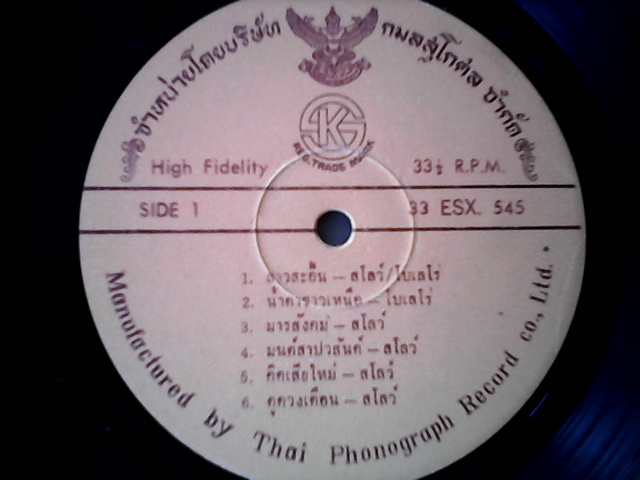 จำหน่ายโดยบริษัท กมลสุโกศล จำกัด
SKS
REG. TRADE MARK
High Fidelity 33⅓ R.P.M.
SIDE 1 33 ESX. 545
1. สาวสะอื้น – สโลว์/โบเลโร่
2. น้ำตาชาวเหนือ – โบเลโร่
3. มารสังคม – สโลว์
4. มนต์สาปวสันต์ – สโลว์
5. คิดเสียใหม่ – สโลว์
6. คูดวงเดือน – สโลว์
Manufactured by Thai Phonograph Record co., Ltd.